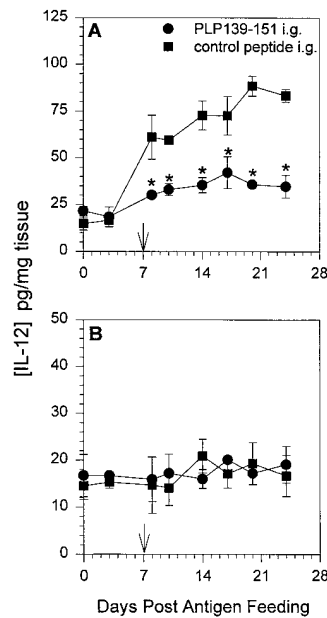 A
PLP139-151 i.g.
control peptide i.g.
125
100
75
50
25
0
* * * * * *
0 7 14 21 28
B
50
40
30
20
10
0
0 7 14 21 28
[IL-12] pg/mg tissue
Days Post Antigen Feeding